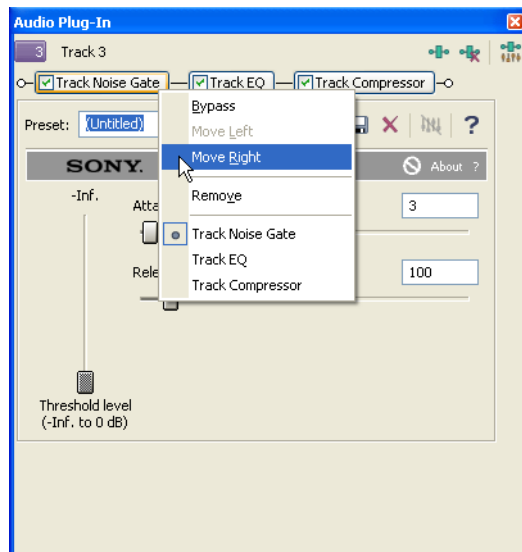 Audio Plug-In
3 Track 3
Track Noise Gate Track EQ Track Compressor
Bypass
Preset: (Untitled) ?
Move Left
Move Right
SONY. About ?
-Inf.
Remove
Atta 3
Track Noise Gate
Track EQ
Rele 100
Track Compressor
Threshold level
(-Inf. to 0 dB)